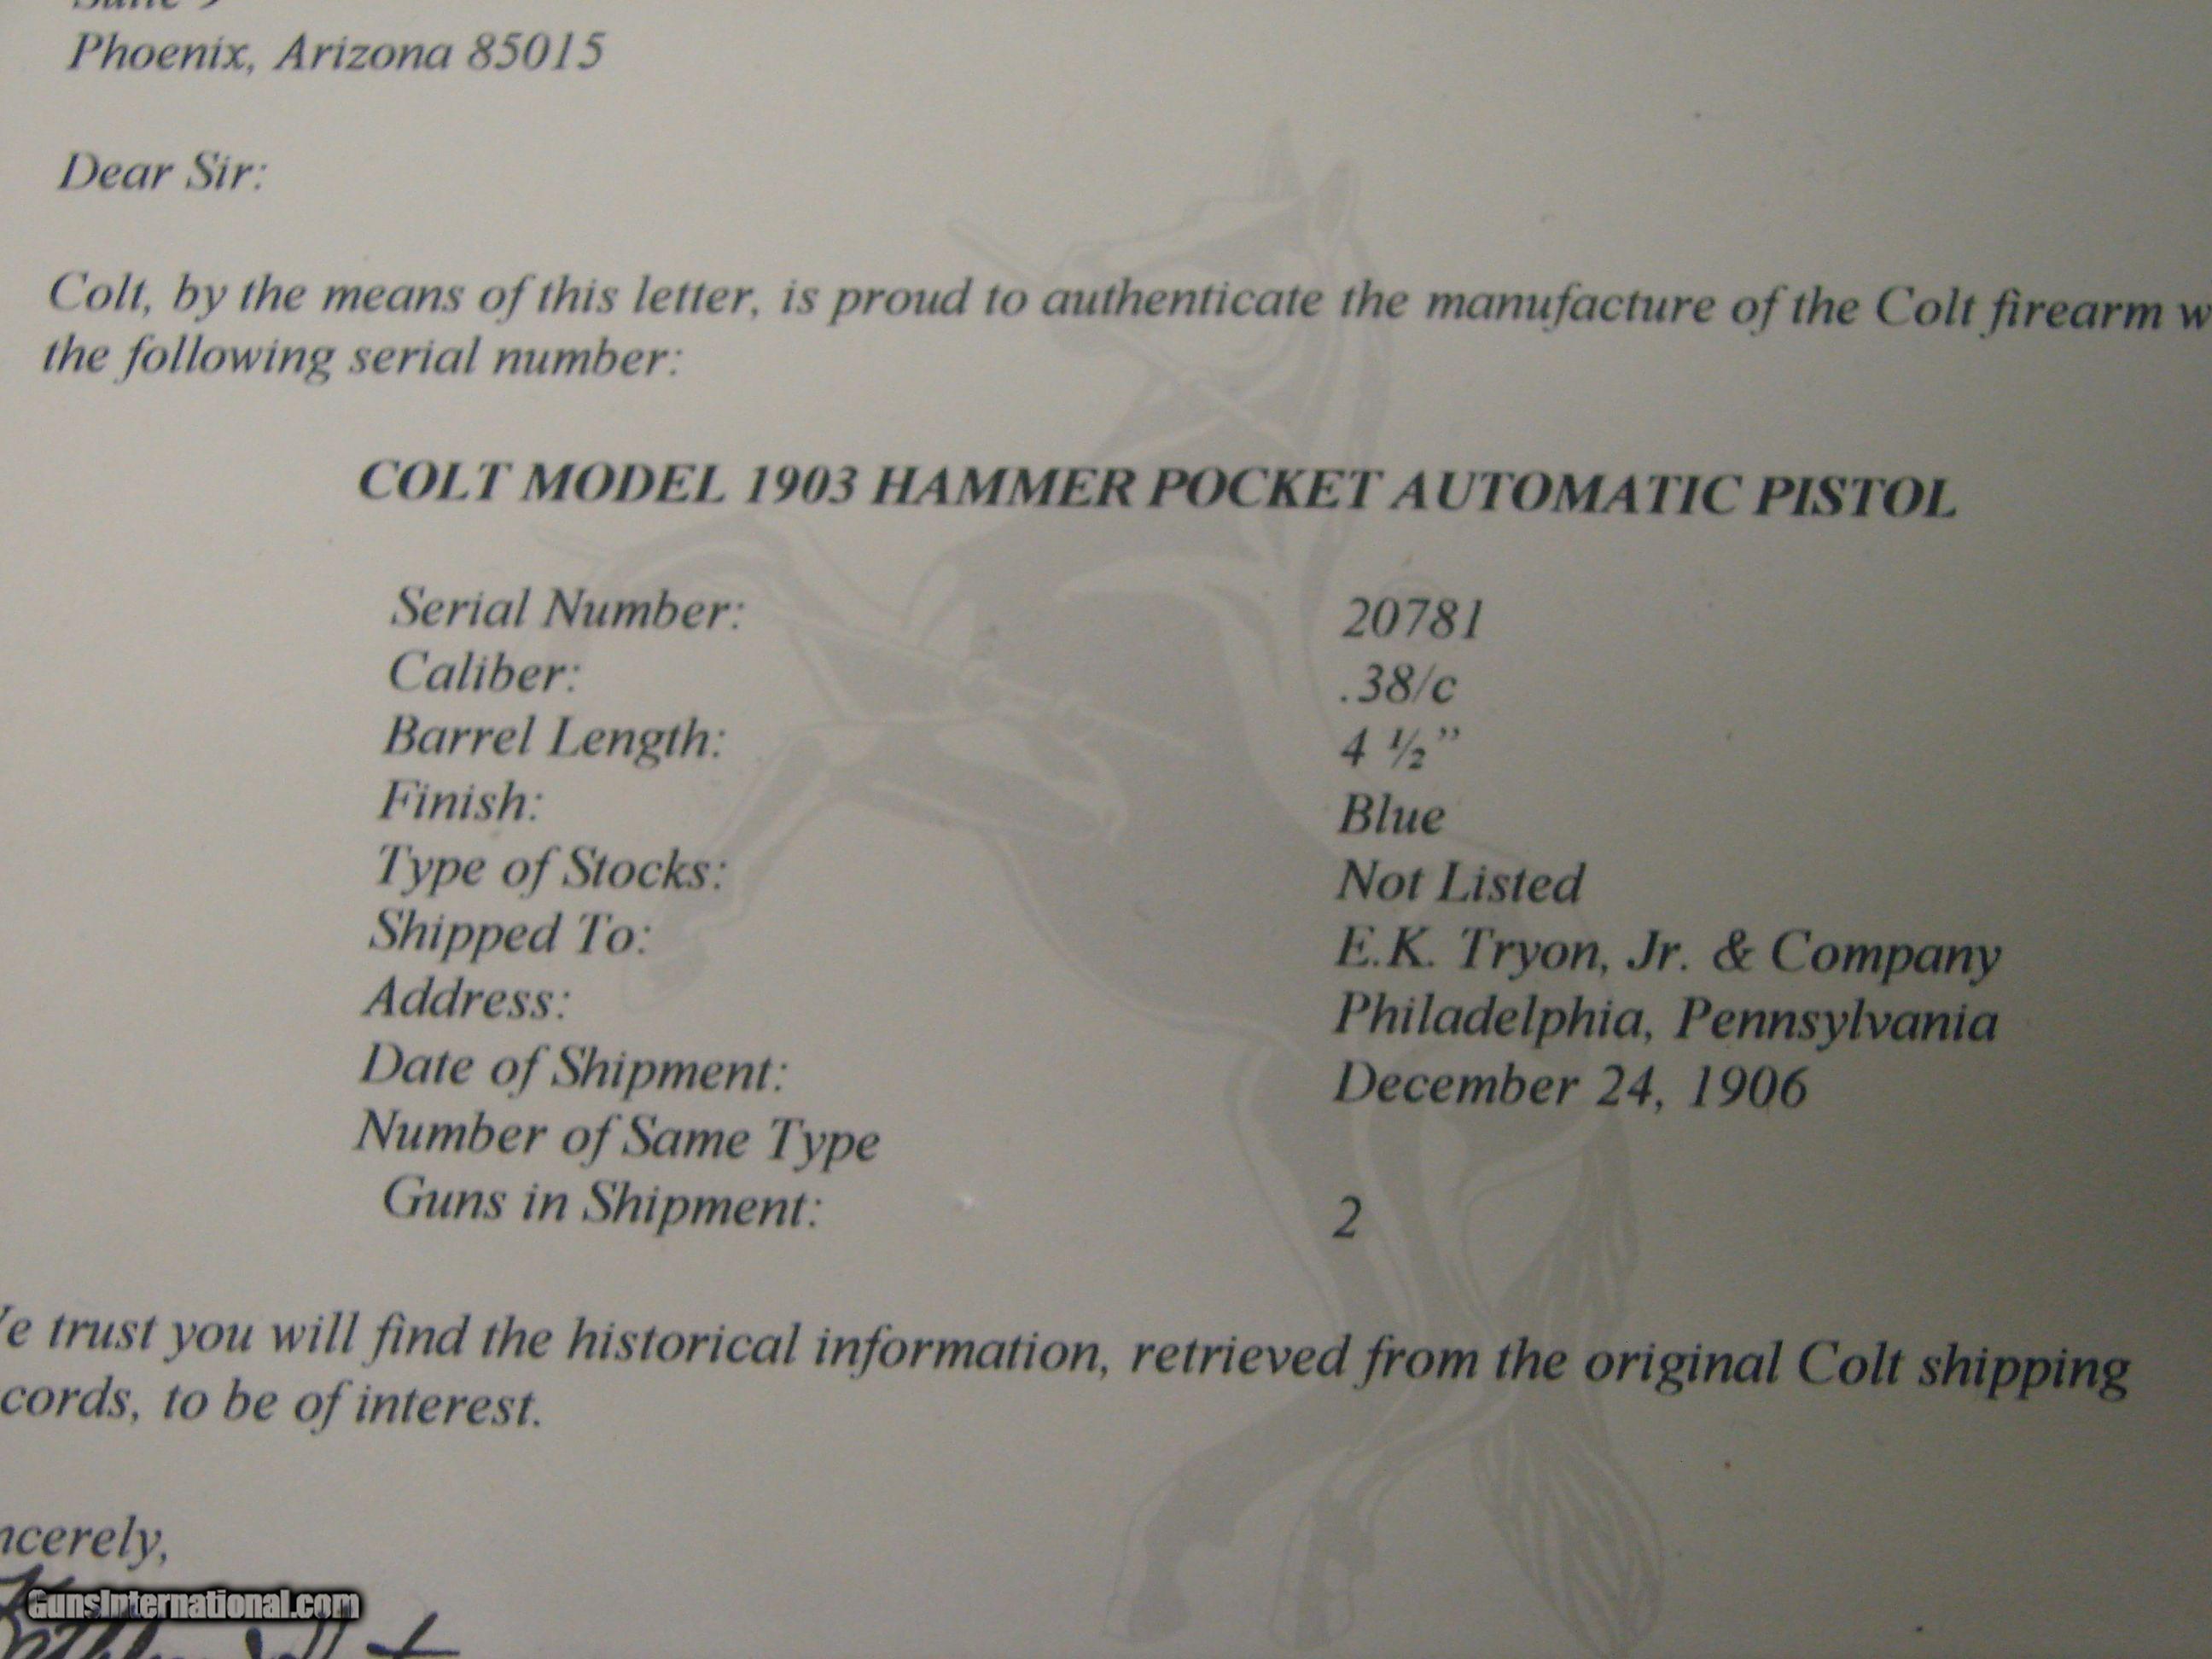 Phoenix, Arizona 85015
Dear Sir:
Colt, by the means of this letter, is proud to authenticate the manufacture of the Colt firearm w
the following serial number:
COLT MODEL 1903 HAMMER POCKET AUTOMATIC PISTOL
Serial Number: 20781
Caliber: .38/c
Barrel Length: 4 ½”
Finish: Blue
Type of Stocks: Not Listed
Shipped To: E.K. Tryon, Jr. & Company
Address: Philadelphia, Pennsylvania
Date of Shipment: December 24, 1906
Number of Same Type
Guns in Shipment: 2
e trust you will find the historical information, retrieved from the original Colt shipping
cords, to be of interest.
ncerely,
GunsInternational.com